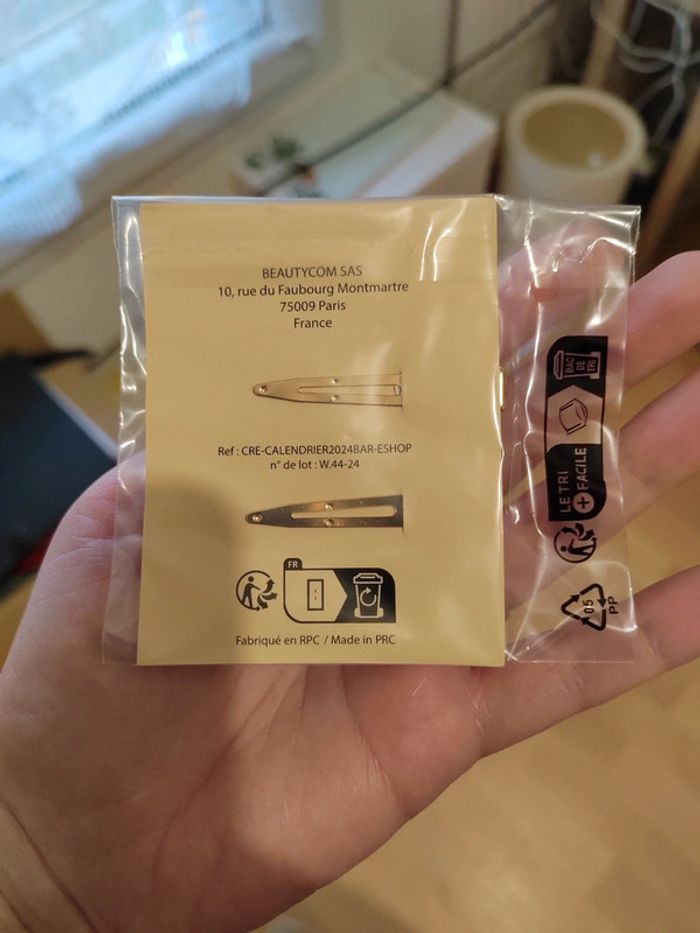 BEAUTYCOM SAS
10, rue du Faubourg Montmartre
75009 Paris
France
Ref : CRE-CALENDRIER2024BAR-ESHOP
n° de lot : W.44-24
FR
Fabriqué en RPC / Made in PRC
BAC
DE
TRI
LE TRI
+ FACILE
05
PP